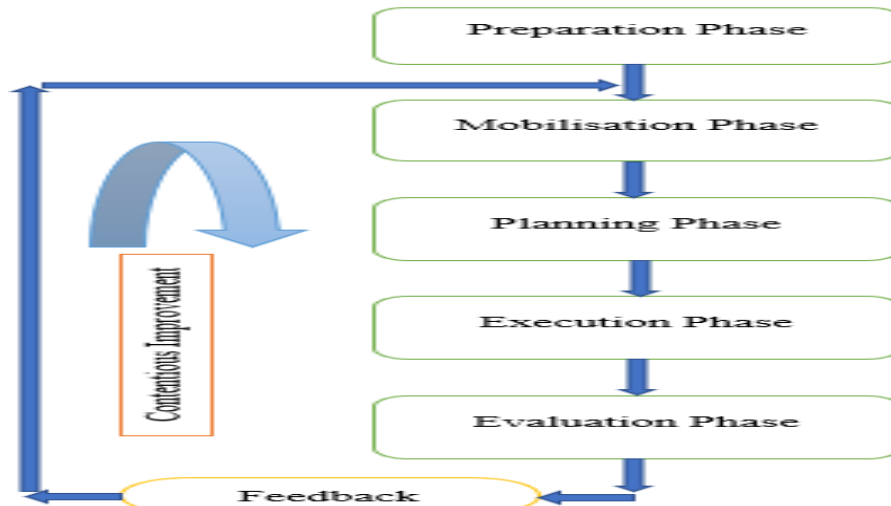 Preparation Phase
Mobilisation Phase
Planning Phase
Execution Phase
Evaluation Phase
Feedback
Contentious Improvement